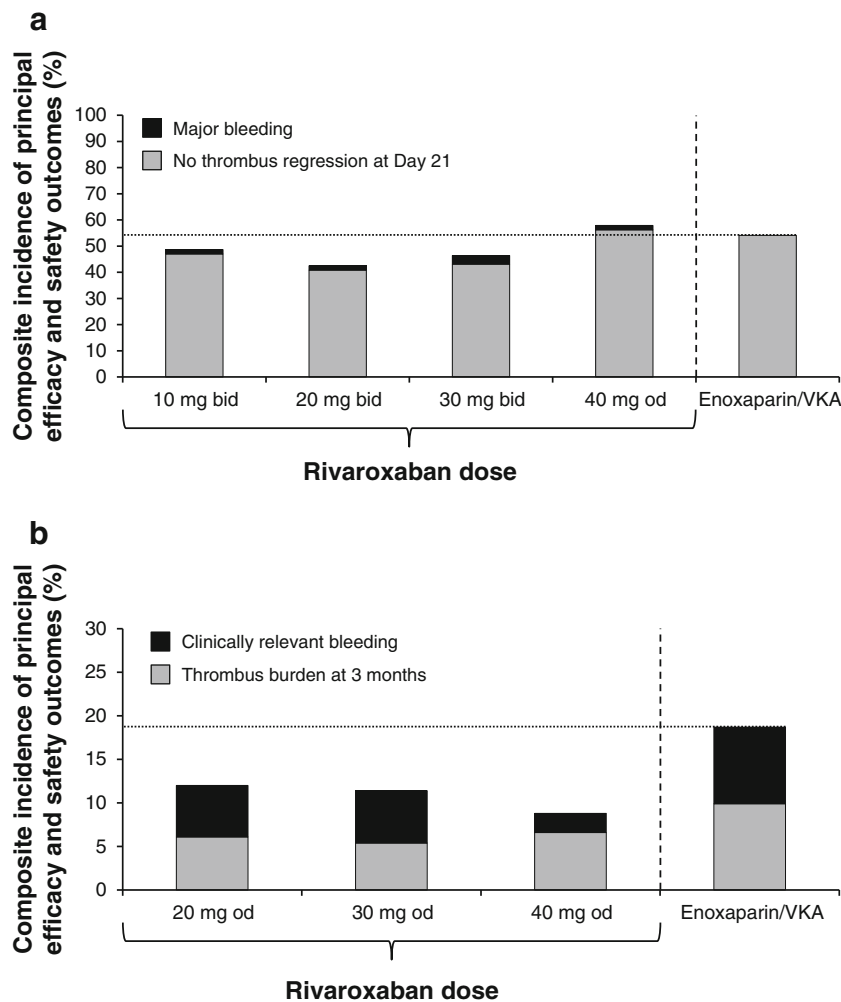 a
Composite incidence of principal
efficacy and safety outcomes (%)
100
90
80
70
60
50
40
30
20
10
0
Major bleeding
No thrombus regression at Day 21
10 mg bid
20 mg bid
30 mg bid
40 mg od
Enoxaparin/VKA
Rivaroxaban dose
b
Composite incidence of principal
efficacy and safety outcomes (%)
30
25
20
15
10
5
0
Clinically relevant bleeding
Thrombus burden at 3 months
20 mg od
30 mg od
40 mg od
Enoxaparin/VKA
Rivaroxaban dose